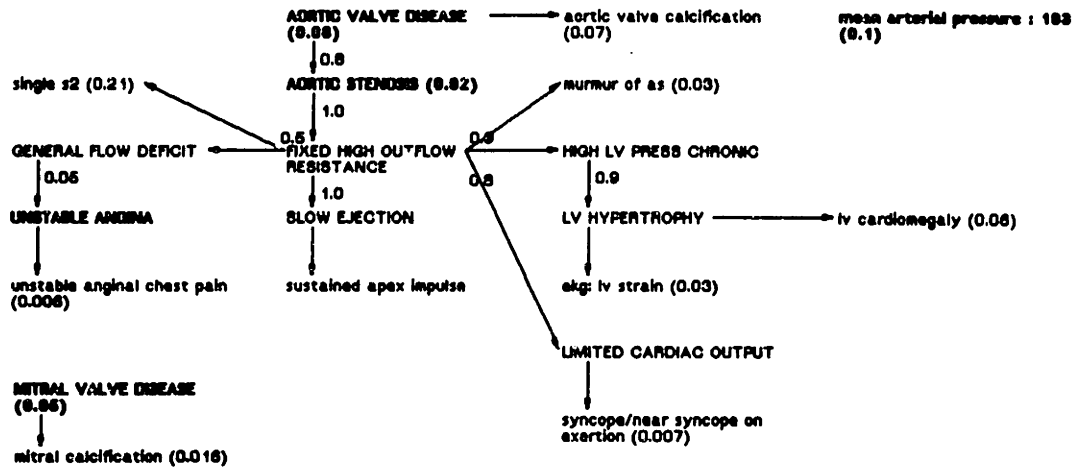 AORTIC VALVE DISEASE
aortic valve calcification
mean arterial pressure : 103
(0.06)
(0.07)
(0.1)
0.8
single s2 (0.21)
AORTIC STENOSIS (0.02)
murmur of as (0.03)
1.0
0.5
0.9
GENERAL FLOW DEFICIT
FIXED HIGH OUTFLOW
HIGH LV PRESS CHRONIC
RESISTANCE
0.05
0.8
0.9
1.0
UNSTABLE ANGINA
SLOW EJECTION
LV HYPERTROPHY
lv cardiomegaly (0.06)
unstable anginal chest pain
sustained apex impulse
ekg: lv strain (0.03)
(0.006)
LIMITED CARDIAC OUTPUT
MITRAL VALVE DISEASE
(0.05)
syncope/near syncope on
exertion (0.007)
mitral calcification (0.016)